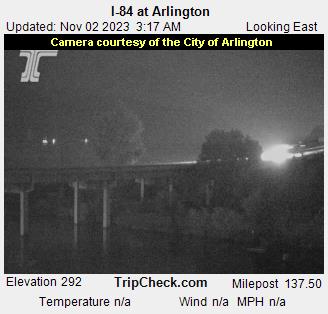 I-84 at Arlington
Updated: Nov 02 2023 3:17 AM Looking East
Camera courtesy of the City of Arlington
Elevation 292 TripCheck.com Milepost 137.50
Temperature n/a Wind n/a MPH n/a